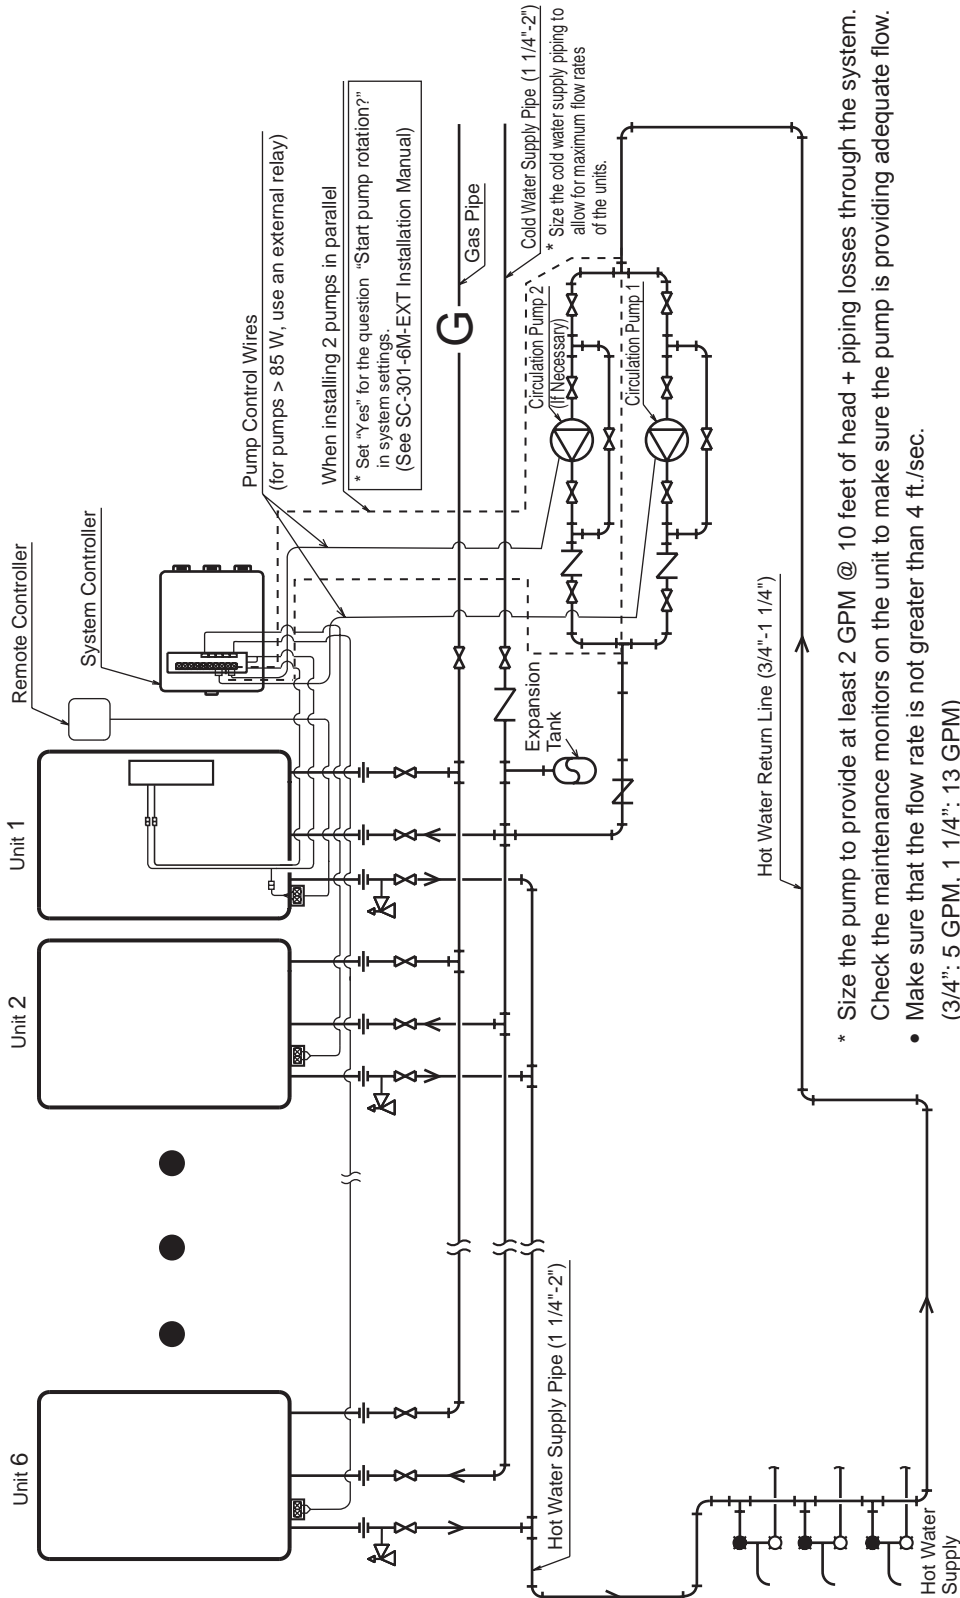 Unit 6
Unit 2
Unit 1
Remote Controller
System Controller
Pump Control Wires
(for pumps > 85 W, use an external relay)
When installing 2 pumps in parallel
* Set “Yes” for the question “Start pump rotation?”
in system settings.
(See SC-301-6M-EXT Installation Manual)
G
Gas Pipe
Cold Water Supply Pipe (1 1/4"-2")
* Size the cold water supply piping to
allow for maximum flow rates
of the units.
Expansion
Tank
Circulation Pump 2
(If Necessary)
Circulation Pump 1
Hot Water Supply Pipe (1 1/4"-2")
Hot Water Return Line (3/4"-1 1/4")
Hot Water
Supply
* Size the pump to provide at least 2 GPM @ 10 feet of head + piping losses through the system.
Check the maintenance monitors on the unit to make sure the pump is providing adequate flow.
• Make sure that the flow rate is not greater than 4 ft./sec.
(3/4": 5 GPM, 1 1/4": 13 GPM)